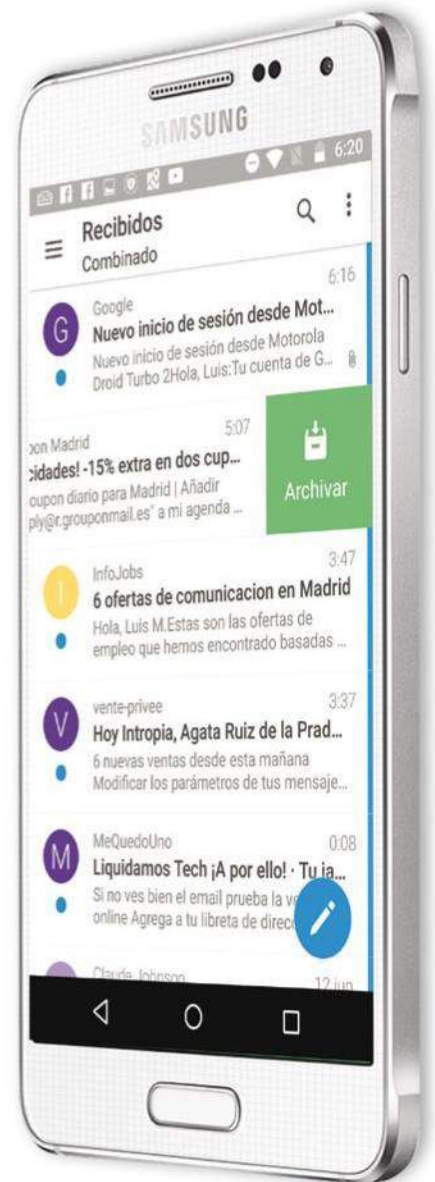 SAMSUNG
6:20
Recibidos
Combinado
G
Google
6:16
Nuevo inicio de sesión desde Mot...
Nuevo inicio de sesión desde Motorola
Droid Turbo 2Hola, Luis:Tu cuenta de G...
pon Madrid
5:07
cidades! -15% extra en dos cup...
oupon diario para Madrid | Añadir
ply@r.grouponmail.es" a mi agenda ...
Archivar
I
InfoJobs
3:47
6 ofertas de comunicacion en Madrid
Hola, Luis M.Estas son las ofertas de
empleo que hemos encontrado basadas ...
V
vente-privee
3:37
Hoy Intropia, Agata Ruiz de la Prad...
6 nuevas ventas desde esta mañana
Modificar los parámetros de tus mensaje...
M
MeQuedoUno
0:08
Liquidamos Tech ¡A por ello! · Tu ja...
Si no ves bien el email prueba la ve
online Agrega a tu libreta de direcc
Claude Johnson
12 jun.